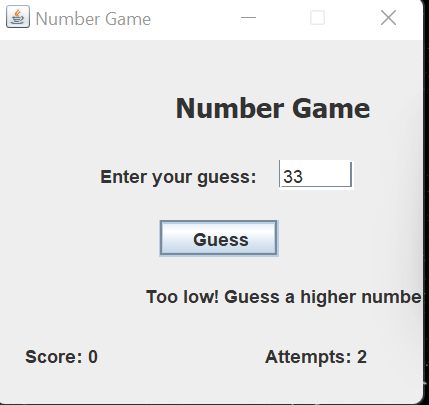 Number Game
Number Game
Enter your guess: 33
Guess
Too low! Guess a higher numbe
Score: 0 Attempts: 2